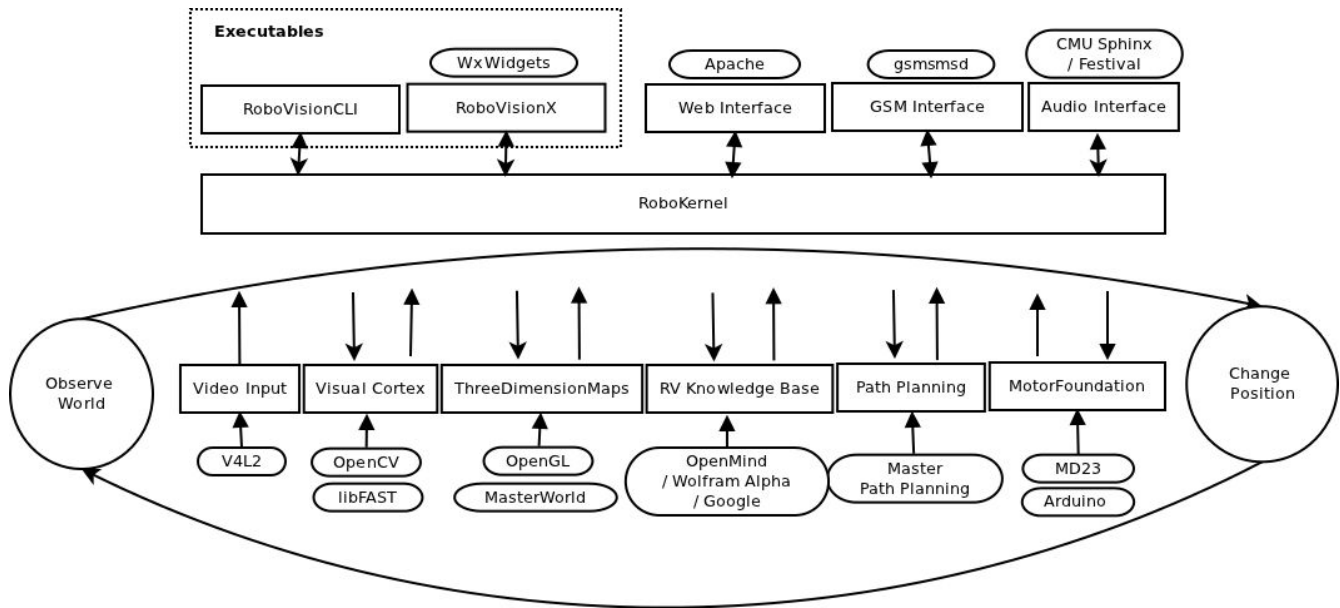 Executables
WxWidgets
Apache
gsmsmsd
CMU Sphinx
/ Festival
RoboVisionCLI
RoboVisionX
Web Interface
GSM Interface
Audio Interface
RoboKernel
Observe
World
Video Input
Visual Cortex
ThreeDimensionMaps
RV Knowledge Base
Path Planning
MotorFoundation
Change
Position
V4L2
OpenCV
libFAST
OpenGL
MasterWorld
OpenMind
/ Wolfram Alpha
/ Google
Master
Path Planning
MD23
Arduino